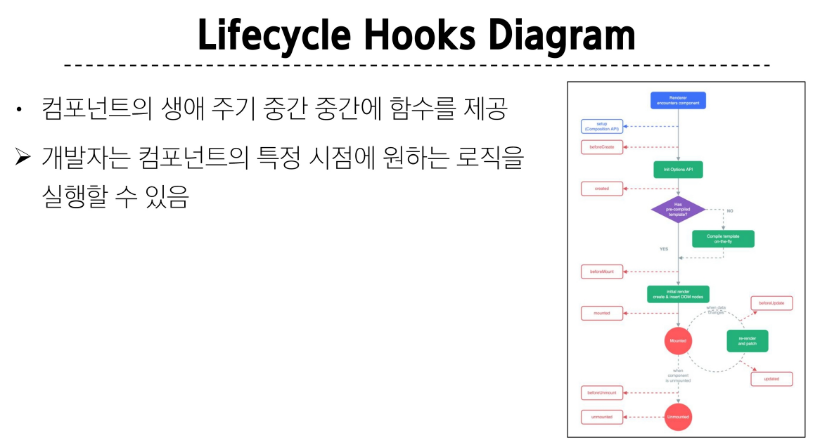 Lifecycle Hooks Diagram
• 컴포넌트의 생애 주기 중간 중간에 함수를 제공
➤ 개발자는 컴포넌트의 특정 시점에 원하는 로직을
실행할 수 있음
Renderer
encounters component
setup
(Composition API)
beforeCreate
Init Options API
created
Has
pre-compiled
template?
NO
Compile template
on-the-fly
YES
beforeMount
Initial render
create & insert DOM nodes
mounted
when data
changes
beforeUpdate
Mounted
re-render
and patch
when
component
is unmounted
updated
beforeUnmount
unmounted
Unmounted